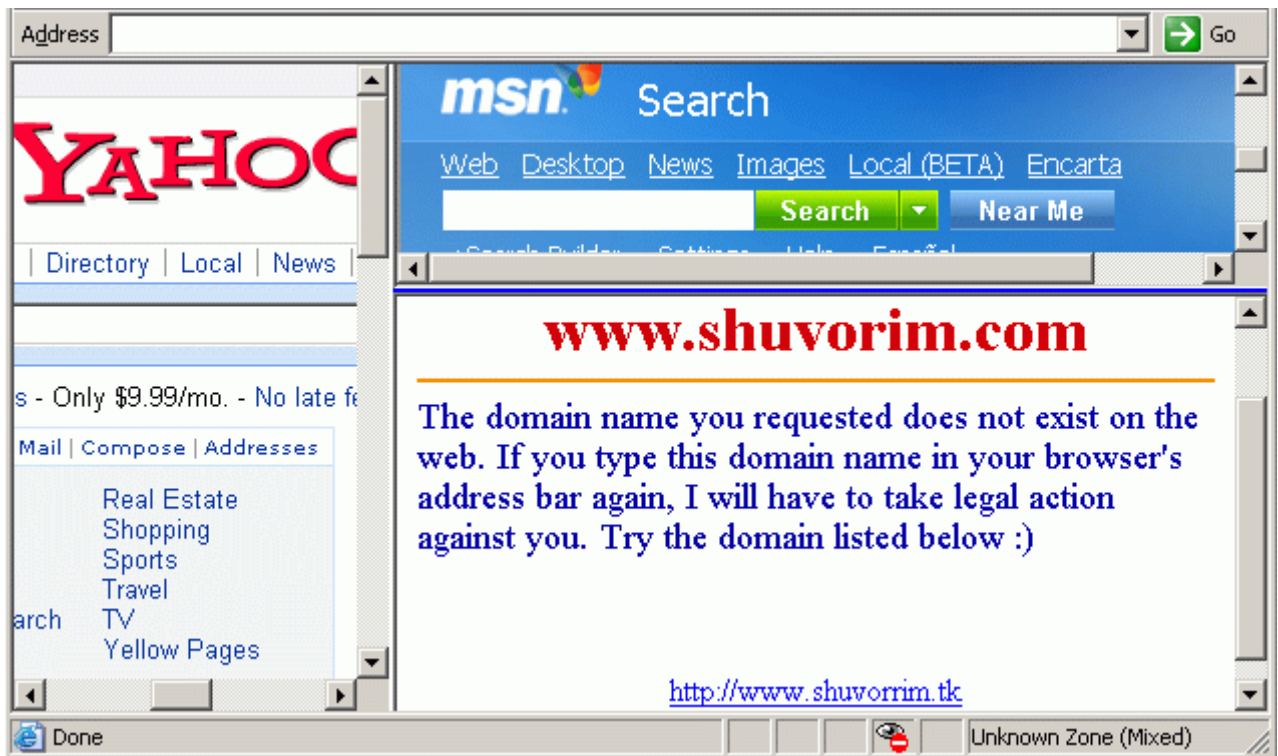 Address
Go
YAHOO
| Directory | Local | News |
s - Only $9.99/mo. - No late fe
Mail | Compose | Addresses
Real Estate
Shopping
Sports
Travel
arch TV
Yellow Pages
msn. Search
Web Desktop News Images Local (BETA) Encarta
Search Near Me
www.shuvorim.com
The domain name you requested does not exist on the
web. If you type this domain name in your browser's
address bar again, I will have to take legal action
against you. Try the domain listed below :)
http://www.shuvorrim.tk
Done
Unknown Zone (Mixed)